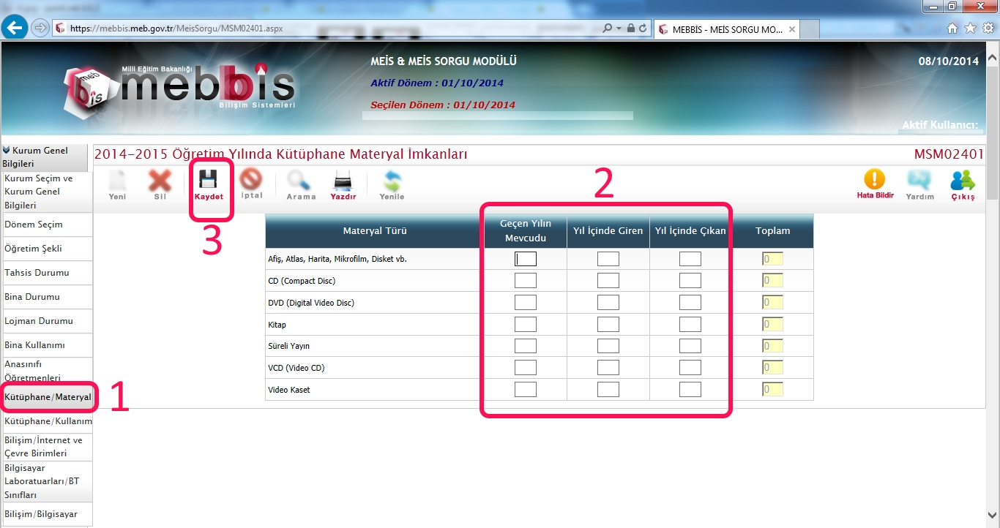 https://mebbis.meb.gov.tr/MeisSorgu/MSM02401.aspx
MEBBİS - MEİS SORGU MO...
Milli Eğitim Bakanlığı
meb
bis
mebbis
Bilişim Sistemleri
MEİS & MEİS SORGU MODÜLÜ
08/10/2014
Aktif Dönem : 01/10/2014
Seçilen Dönem : 01/10/2014
Aktif Kullanıcı:
Kurum Genel
Bilgileri
Kurum Seçim ve
Kurum Genel
Bilgileri
Dönem Seçim
Öğretim Şekli
Tahsis Durumu
Bina Durumu
Lojman Durumu
Bina Kullanımı
Anasınıfı
Öğretmenleri
Kütüphane/Materyal
1
Kütüphane/Kullanım
Bilişim/İnternet ve
Çevre Birimleri
Bilgisayar
Laboratuarları/BT
Sınıfları
Bilişim/Bilgisayar
2014-2015 Öğretim Yılında Kütüphane Materyal İmkanları
MSM02401
Yeni
Sil
Kaydet
İptal
Arama
Yazdır
Yenile
Hata Bildir
Yardım
Çıkış
3
2
Materyal Türü
Geçen Yılın
Mevcudu
Yıl İçinde Giren
Yıl İçinde Çıkan
Toplam
Afiş, Atlas, Harita, Mikrofilm, Disket vb.
0
CD (Compact Disc)
0
DVD (Digital Video Disc)
0
Kitap
0
Süreli Yayın
0
VCD (Video CD)
0
Video Kaset
0